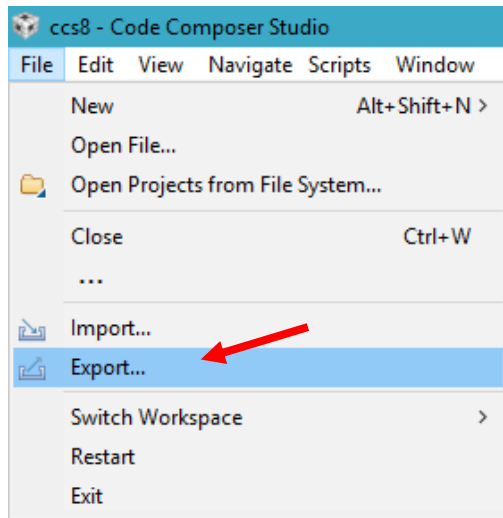 ccs8 - Code Composer Studio
File Edit View Navigate Scripts Window
New Alt+Shift+N >
Open File...
Open Projects from File System...
Close Ctrl+W
...
Import...
Export...
Switch Workspace >
Restart
Exit